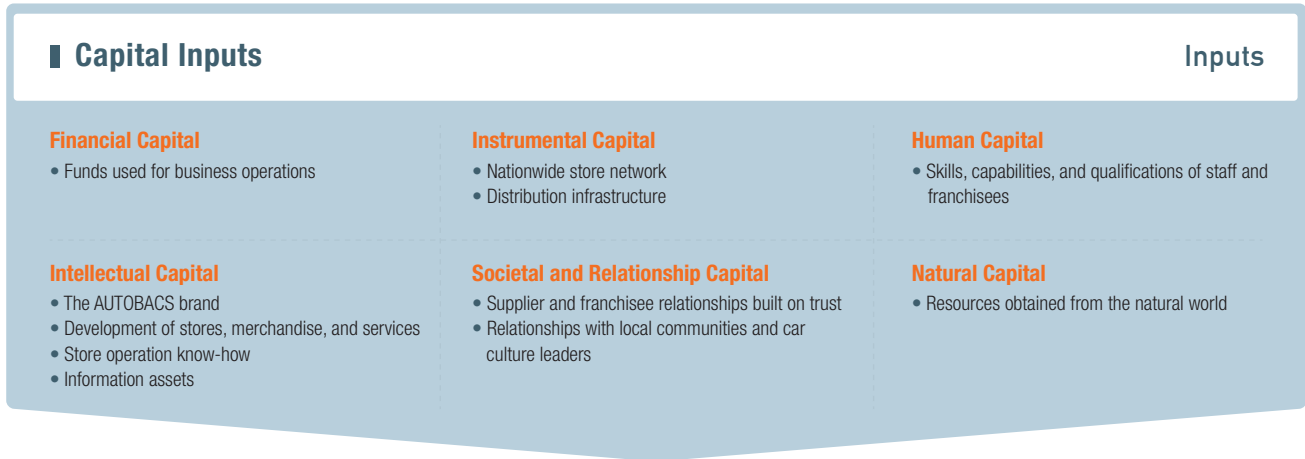 Capital Inputs
Inputs
Financial Capital
• Funds used for business operations
Instrumental Capital
• Nationwide store network
• Distribution infrastructure
Human Capital
• Skills, capabilities, and qualifications of staff and
franchisees
Intellectual Capital
• The AUTOBACS brand
• Development of stores, merchandise, and services
• Store operation know-how
• Information assets
Societal and Relationship Capital
• Supplier and franchisee relationships built on trust
• Relationships with local communities and car
culture leaders
Natural Capital
• Resources obtained from the natural world